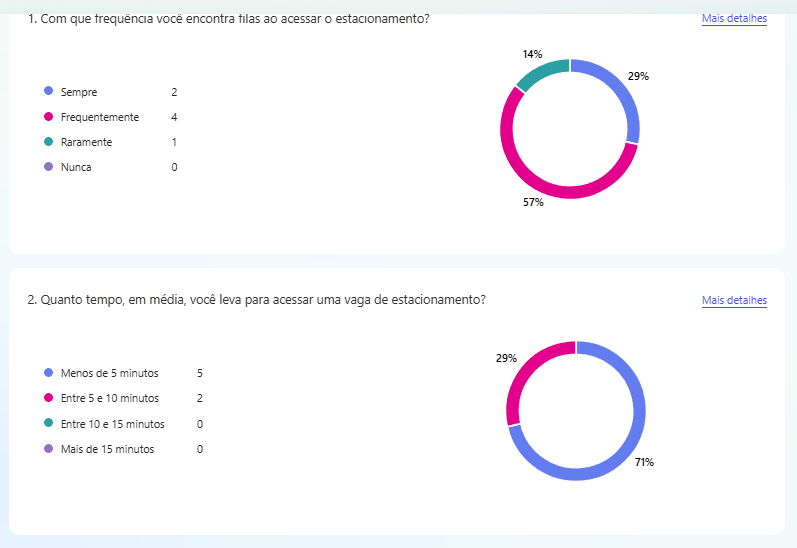 1. Com que frequência você encontra filas ao acessar o estacionamento?
Mais detalhes
14%
29%
Sempre 2
Frequentemente 4
Raramente 1
Nunca 0
57%
2. Quanto tempo, em média, você leva para acessar uma vaga de estacionamento?
Mais detalhes
29%
Menos de 5 minutos 5
Entre 5 e 10 minutos 2
Entre 10 e 15 minutos 0
Mais de 15 minutos 0
71%